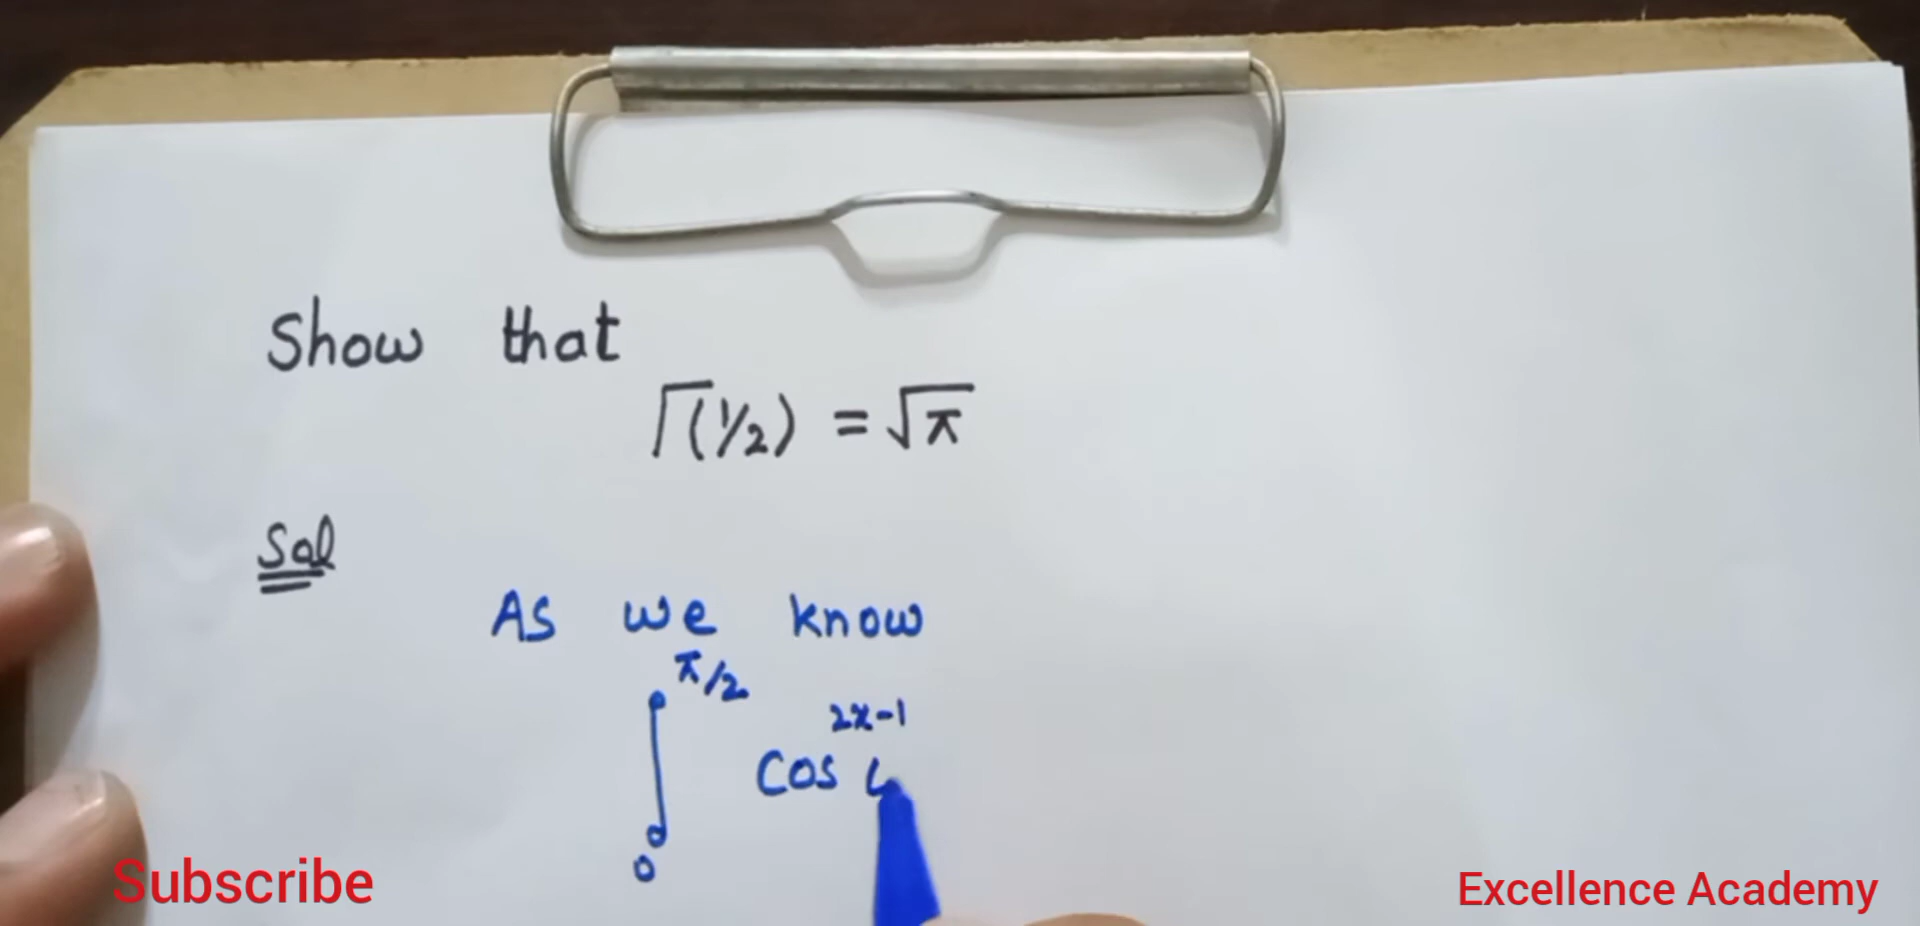 Show that
Γ(1/2) = √π
Sol
As we know
π/2
2x-1
Cos
0
Subscribe
Excellence Academy